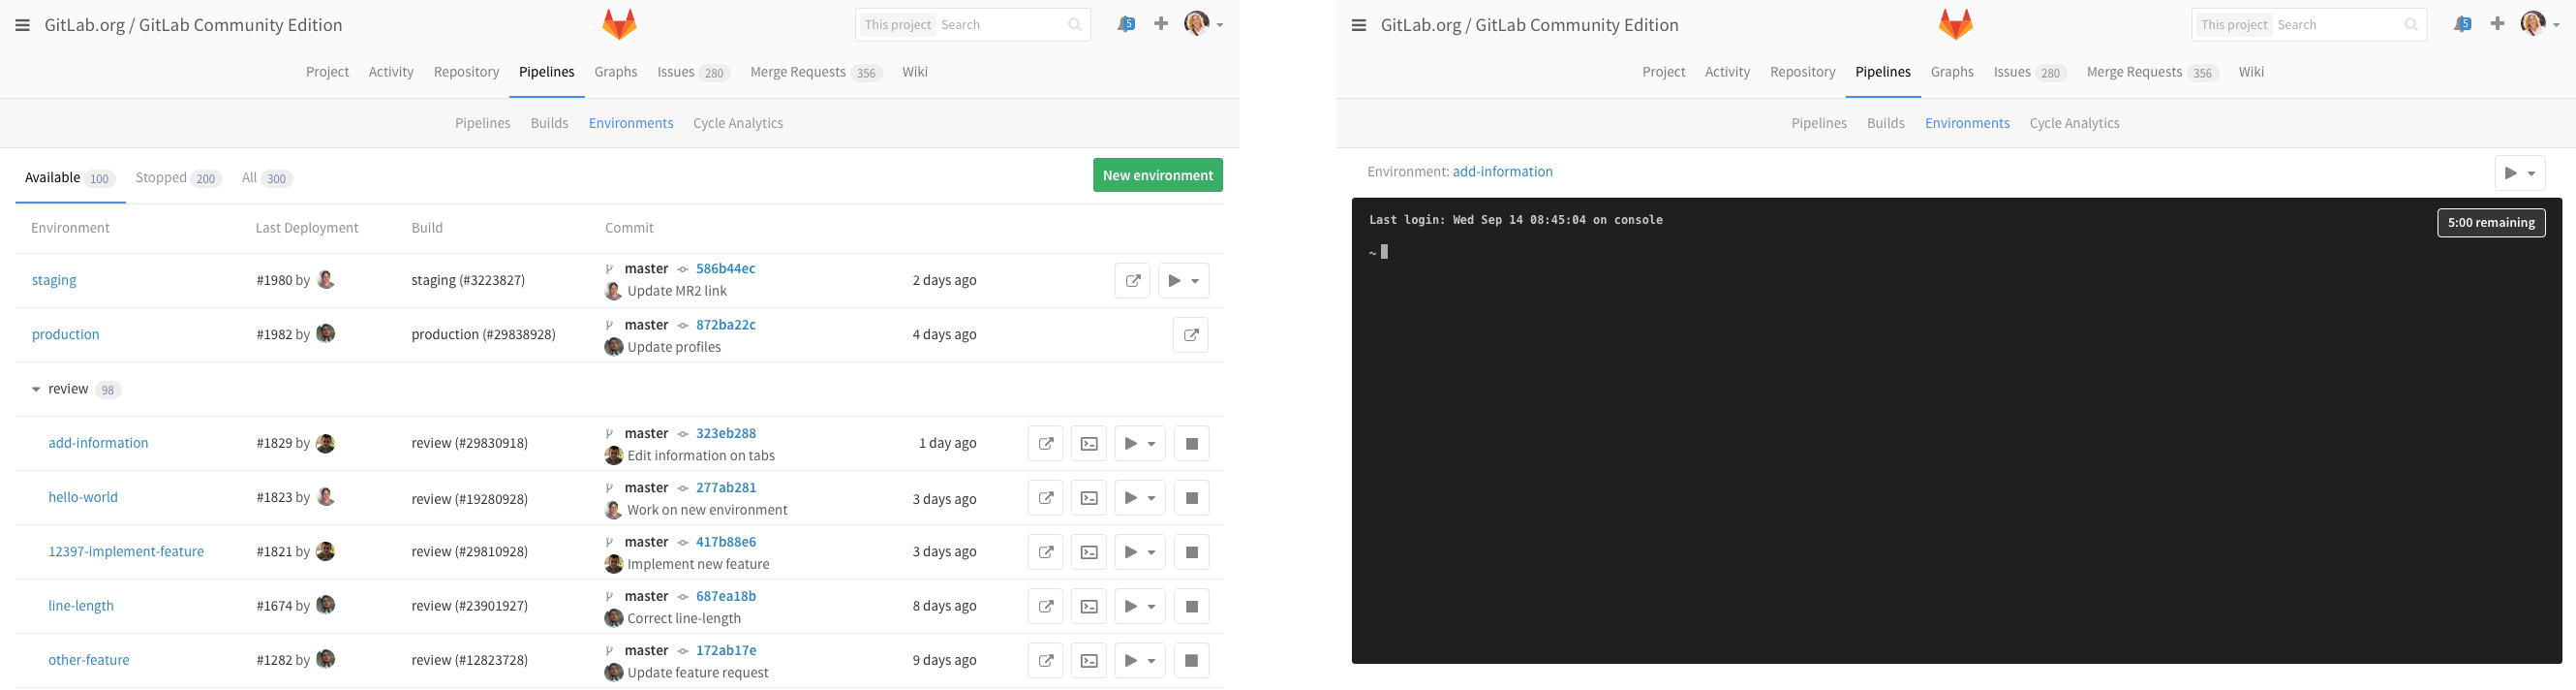 GitLab.org / GitLab Community Edition
This project Search
5
Project Activity Repository Pipelines Graphs Issues 280 Merge Requests 356 Wiki
Pipelines Builds Environments Cycle Analytics
Available 100 Stopped 200 All 300
New environment
Environment Last Deployment Build Commit
staging #1980 by staging (#3223827) master 586b44ec 2 days ago
Update MR2 link
production #1982 by production (#29838928) master 872ba22c 4 days ago
Update profiles
review 98
add-information #1829 by review (#29830918) master 323eb288 1 day ago
Edit information on tabs
hello-world #1823 by review (#19280928) master 277ab281 3 days ago
Work on new environment
12397-implement-feature #1821 by review (#29810928) master 417b88e6 3 days ago
Implement new feature
line-length #1674 by review (#23901927) master 687ea18b 8 days ago
Correct line-length
other-feature #1282 by review (#12823728) master 172ab17e 9 days ago
Update feature request
GitLab.org / GitLab Community Edition
This project Search
5
Project Activity Repository Pipelines Graphs Issues 280 Merge Requests 356 Wiki
Pipelines Builds Environments Cycle Analytics
Environment: add-information
Last login: Wed Sep 14 08:45:04 on console
5:00 remaining
~